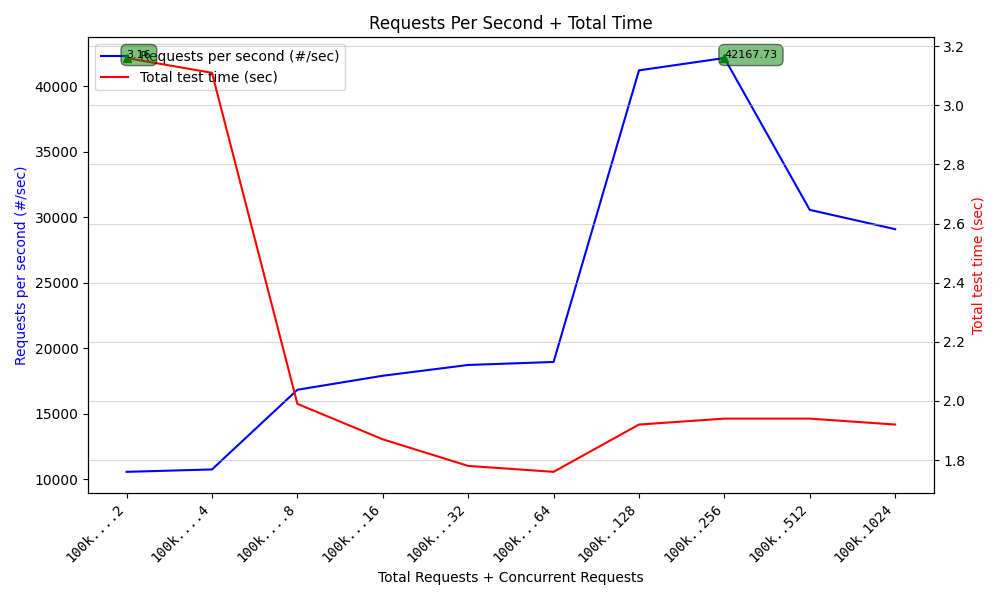 Requests Per Second + Total Time
3.16
Requests per second (#/sec)
Total test time (sec)
42167.73
40000
35000
30000
25000
20000
15000
10000
Requests per second (#/sec)
3.2
3.0
2.8
2.6
2.4
2.2
2.0
1.8
Total test time (sec)
100k....2
100k....4
100k....8
100k...16
100k...32
100k...64
100k..128
100k..256
100k..512
100k.1024
Total Requests + Concurrent Requests